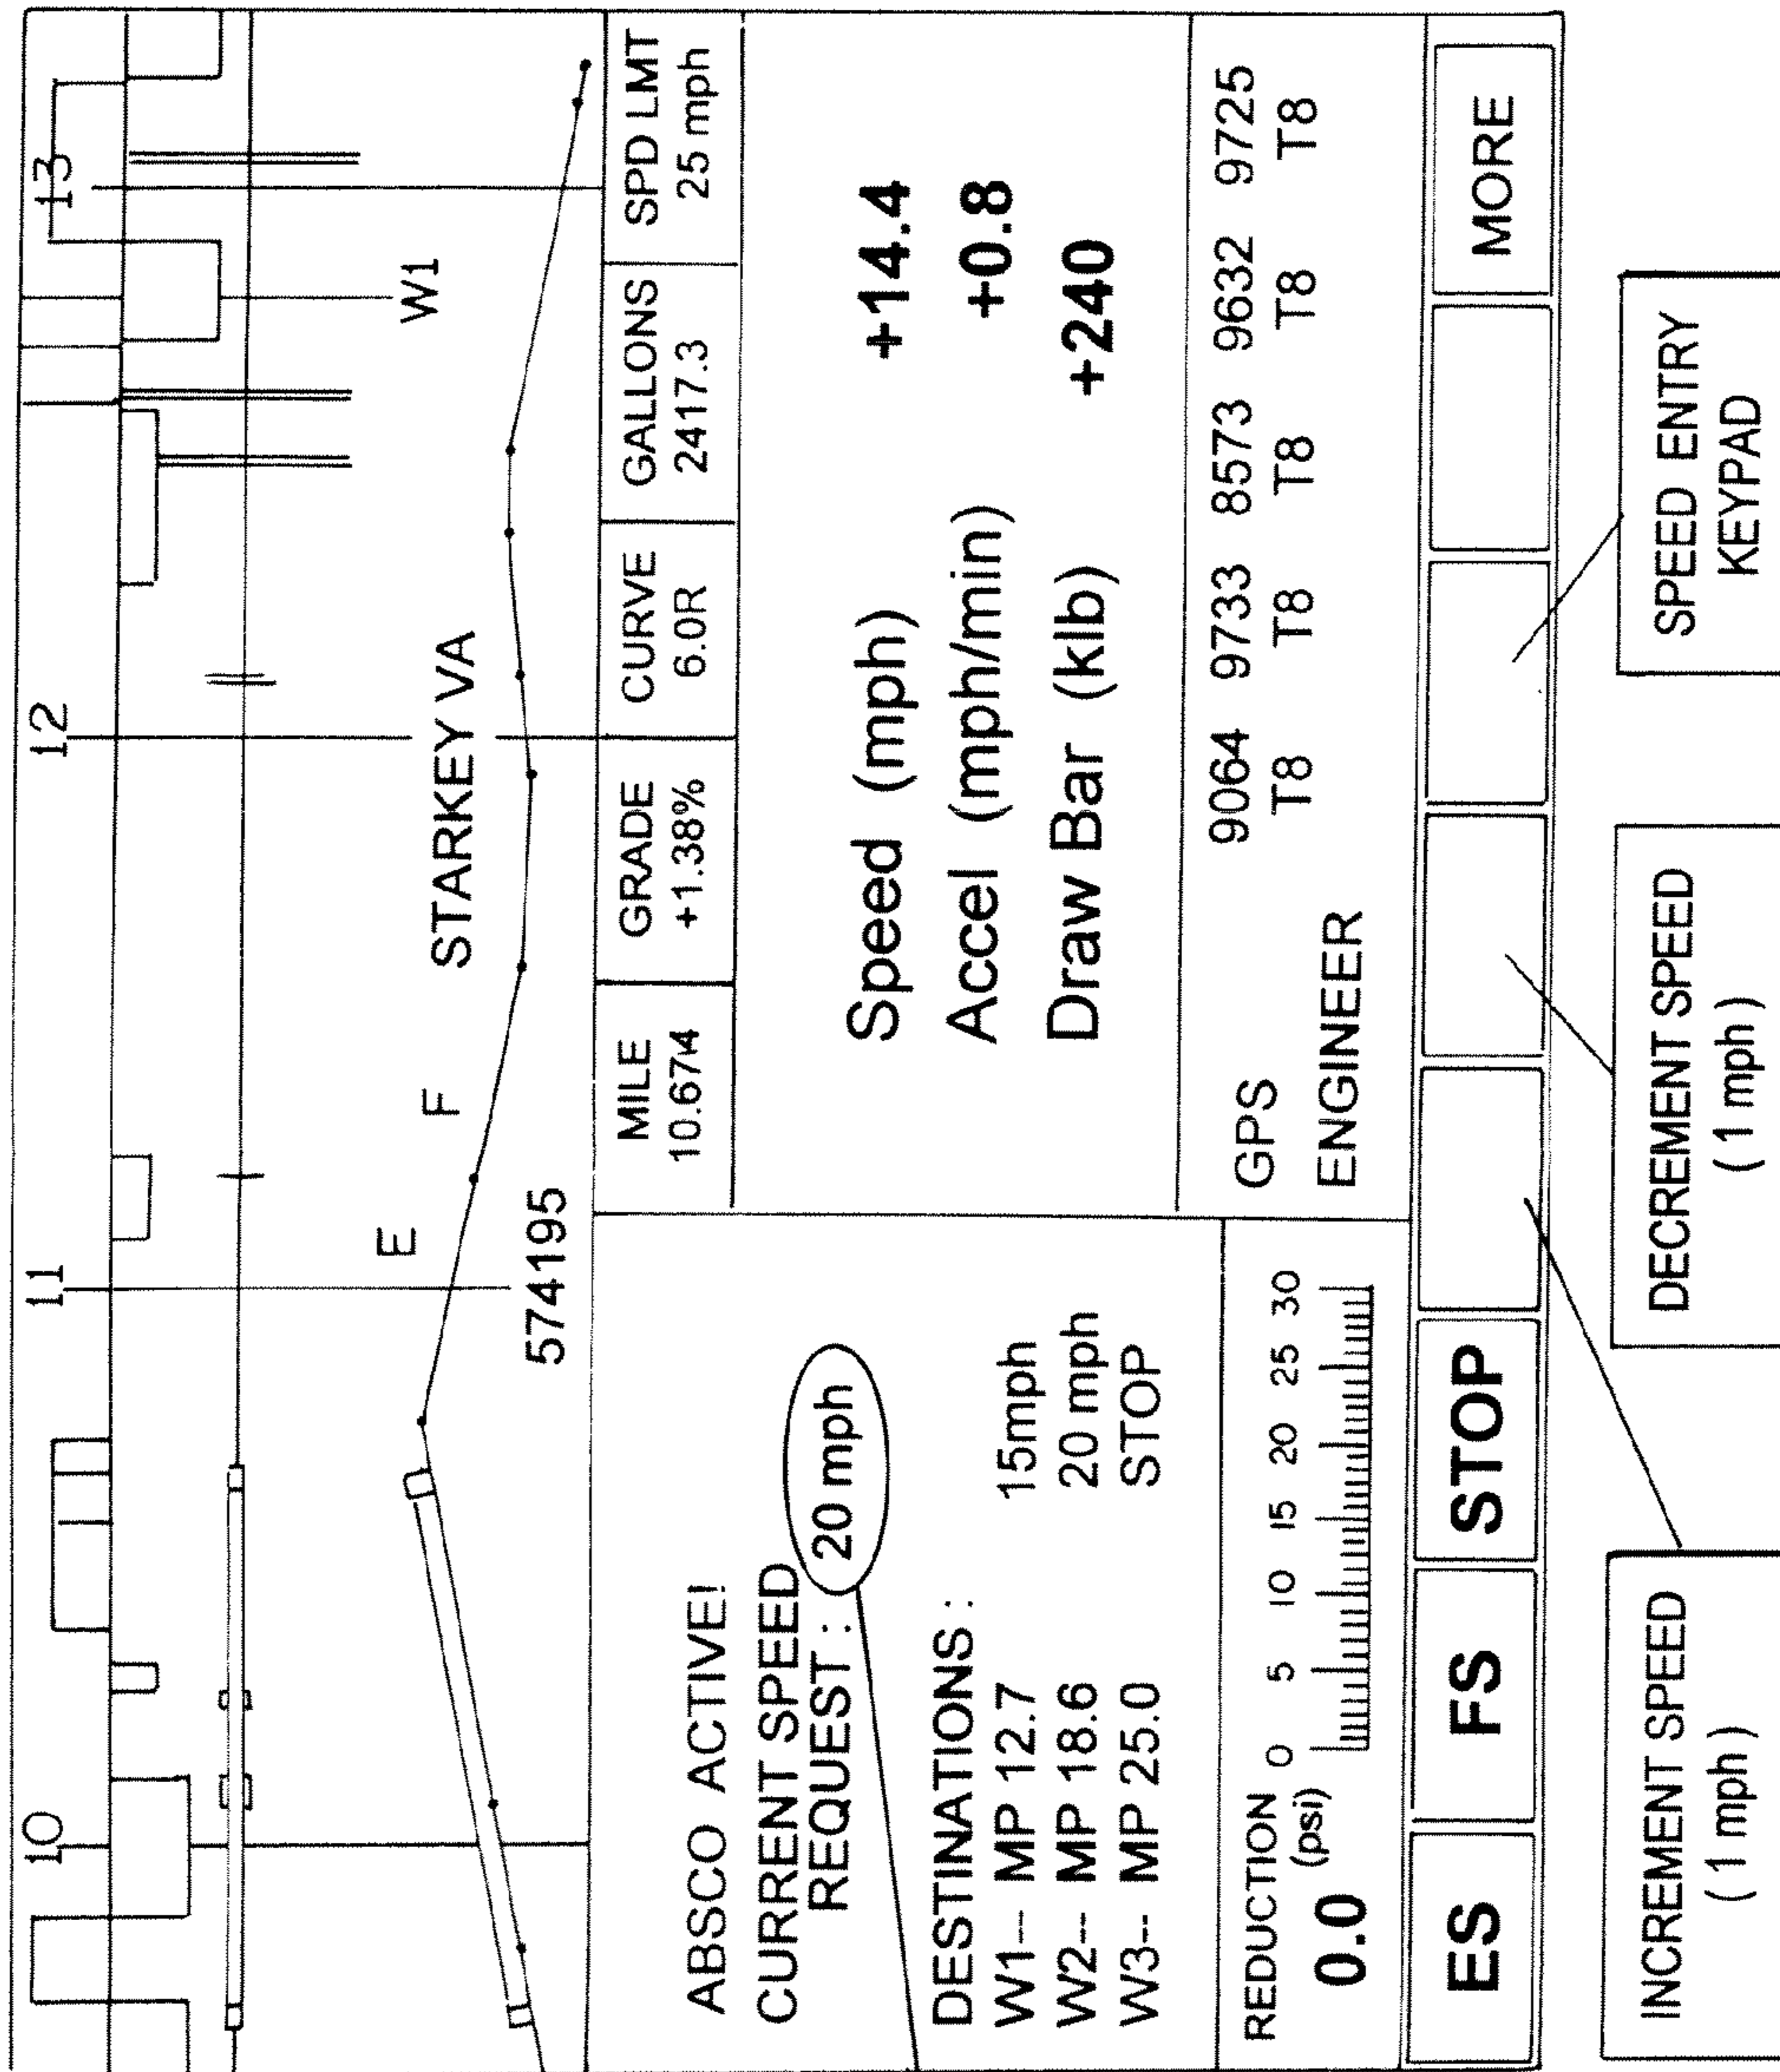 10 11 12 13
E F STARKEY VA W1
574195
ABSCO ACTIVE!
CURRENT SPEED
REQUEST : 20 mph
DESTINATIONS :
W1-- MP 12.7 15mph
W2-- MP 18.6 20 mph
W3-- MP 25.0 STOP
REDUCTION
(psi)
0.0
0 5 10 15 20 25 30
MILE GRADE CURVE GALLONS SPD LMT
10.674 +1.38% 6.0R 2417.3 25 mph
Speed (mph) +14.4
Accel (mph/min) +0.8
Draw Bar (klb) +240
GPS 9064 9733 8573 9632 9725
T8 T8 T8 T8 T8
ENGINEER
ES FS STOP MORE
INCREMENT SPEED
( 1 mph )
DECREMENT SPEED
( 1 mph )
SPEED ENTRY
KEYPAD